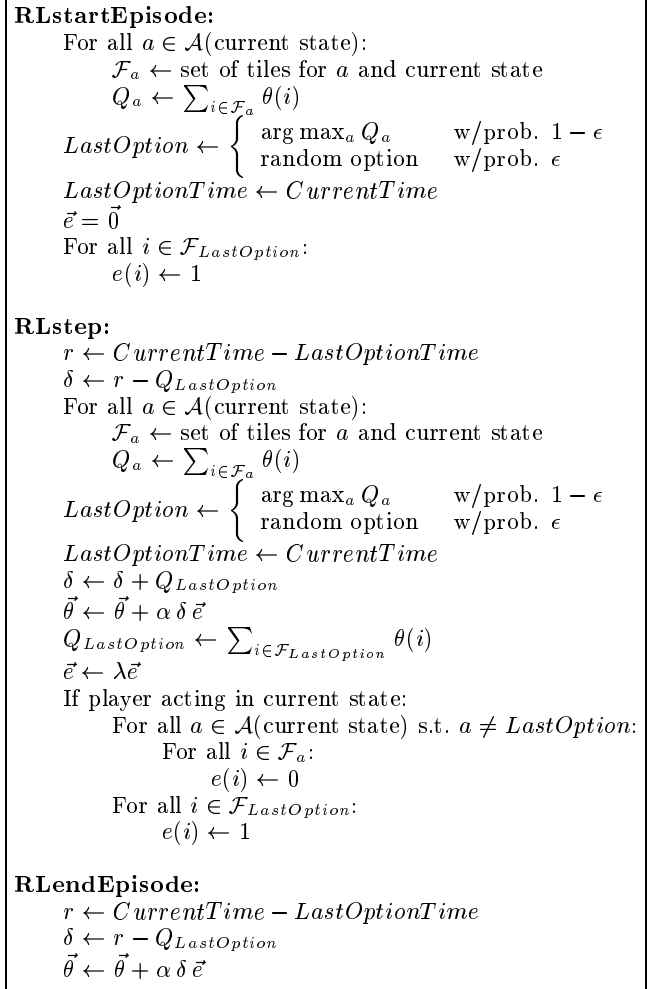 RLstartEpisode:
For all a ∈ 𝒜(current state):
ℱ_a ← set of tiles for a and current state
Q_a ← ∑_{i∈ℱ_a} θ(i)
LastOption ← { arg max_a Q_a w/prob. 1 − ϵ
random option w/prob. ϵ
LastOptionTime ← CurrentTime
e⃗ = 0⃗
For all i ∈ ℱ_{LastOption}:
e(i) ← 1
RLstep:
r ← CurrentTime − LastOptionTime
δ ← r − Q_{LastOption}
For all a ∈ 𝒜(current state):
ℱ_a ← set of tiles for a and current state
Q_a ← ∑_{i∈ℱ_a} θ(i)
LastOption ← { arg max_a Q_a w/prob. 1 − ϵ
random option w/prob. ϵ
LastOptionTime ← CurrentTime
δ ← δ + Q_{LastOption}
θ⃗ ← θ⃗ + α δ e⃗
Q_{LastOption} ← ∑_{i∈ℱ_{LastOption}} θ(i)
e⃗ ← λe⃗
If player acting in current state:
For all a ∈ 𝒜(current state) s.t. a ≠ LastOption:
For all i ∈ ℱ_a:
e(i) ← 0
For all i ∈ ℱ_{LastOption}:
e(i) ← 1
RLendEpisode:
r ← CurrentTime − LastOptionTime
δ ← r − Q_{LastOption}
θ⃗ ← θ⃗ + α δ e⃗